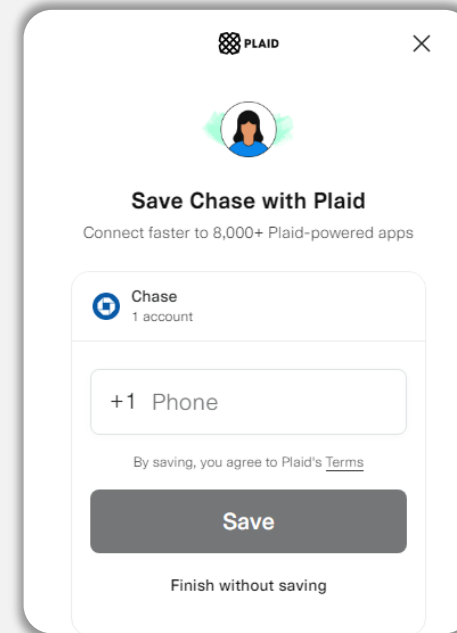 PLAID
Save Chase with Plaid
Connect faster to 8,000+ Plaid-powered apps
Chase
1 account
+1 Phone
By saving, you agree to Plaid's Terms
Save
Finish without saving